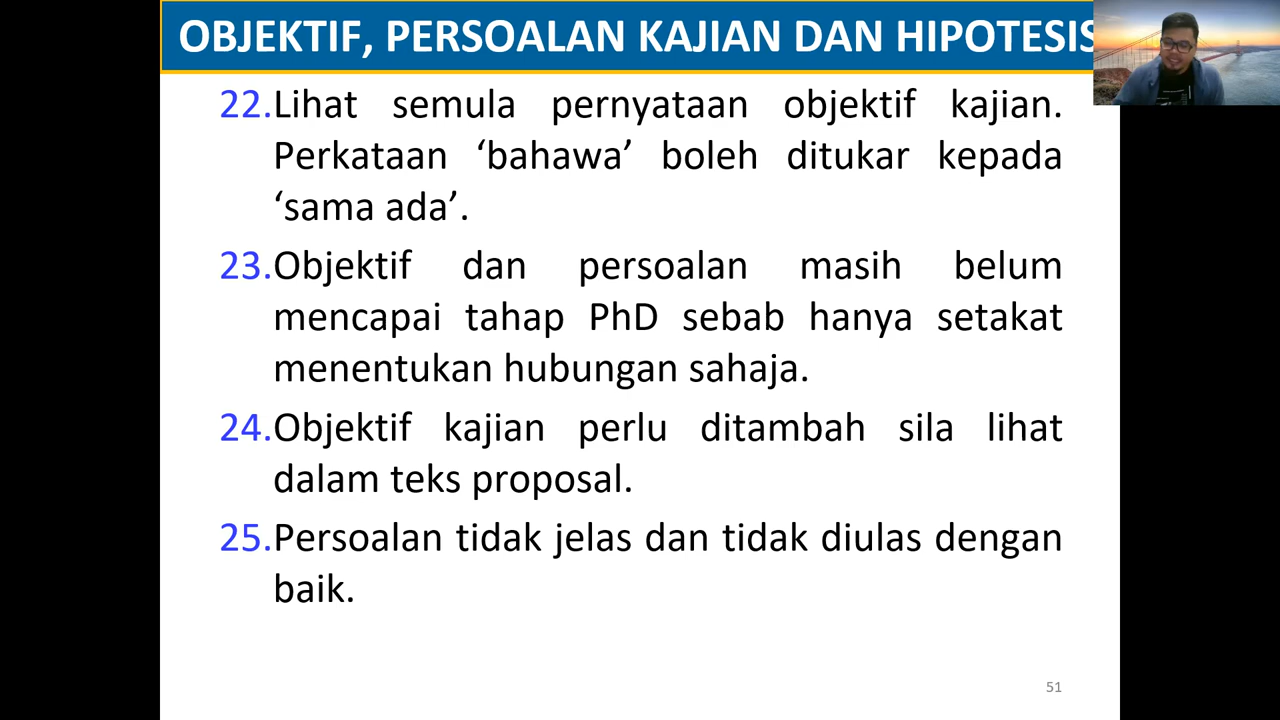 OBJEKTIF, PERSOALAN KAJIAN DAN HIPOTESIS
22.Lihat semula pernyataan objektif kajian.
Perkataan ‘bahawa’ boleh ditukar kepada
‘sama ada’.
23.Objektif dan persoalan masih belum
mencapai tahap PhD sebab hanya setakat
menentukan hubungan sahaja.
24.Objektif kajian perlu ditambah sila lihat
dalam teks proposal.
25.Persoalan tidak jelas dan tidak diulas dengan
baik.
51